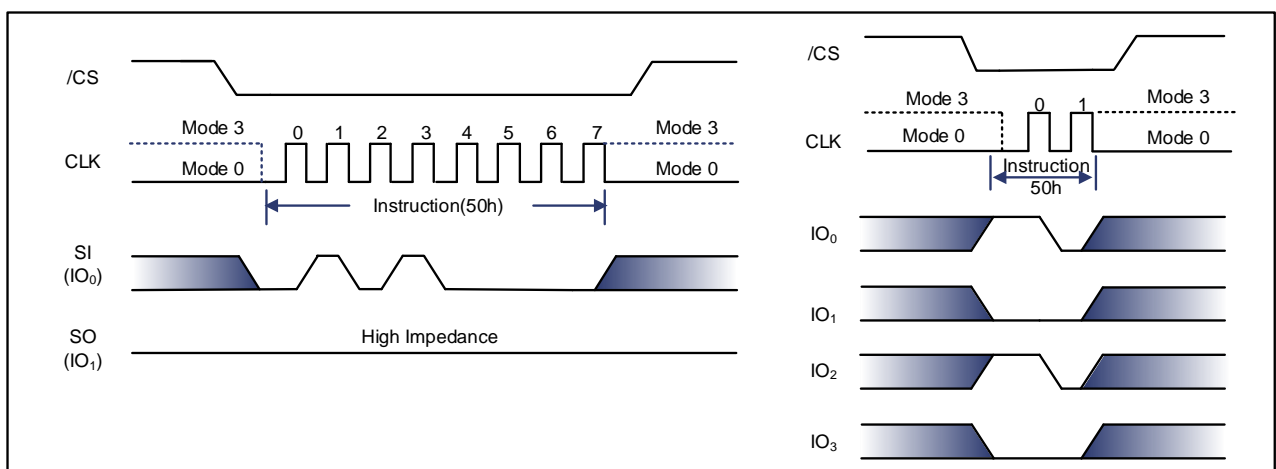 /CS
Mode 3
0 1 2 3 4 5 6 7
Mode 3
CLK
Mode 0
Mode 0
Instruction(50h)
SI
(IO0)
SO
(IO1)
High Impedance
/CS
Mode 3
0 1
Mode 3
CLK
Mode 0
Mode 0
Instruction
50h
IO0
IO1
IO2
IO3